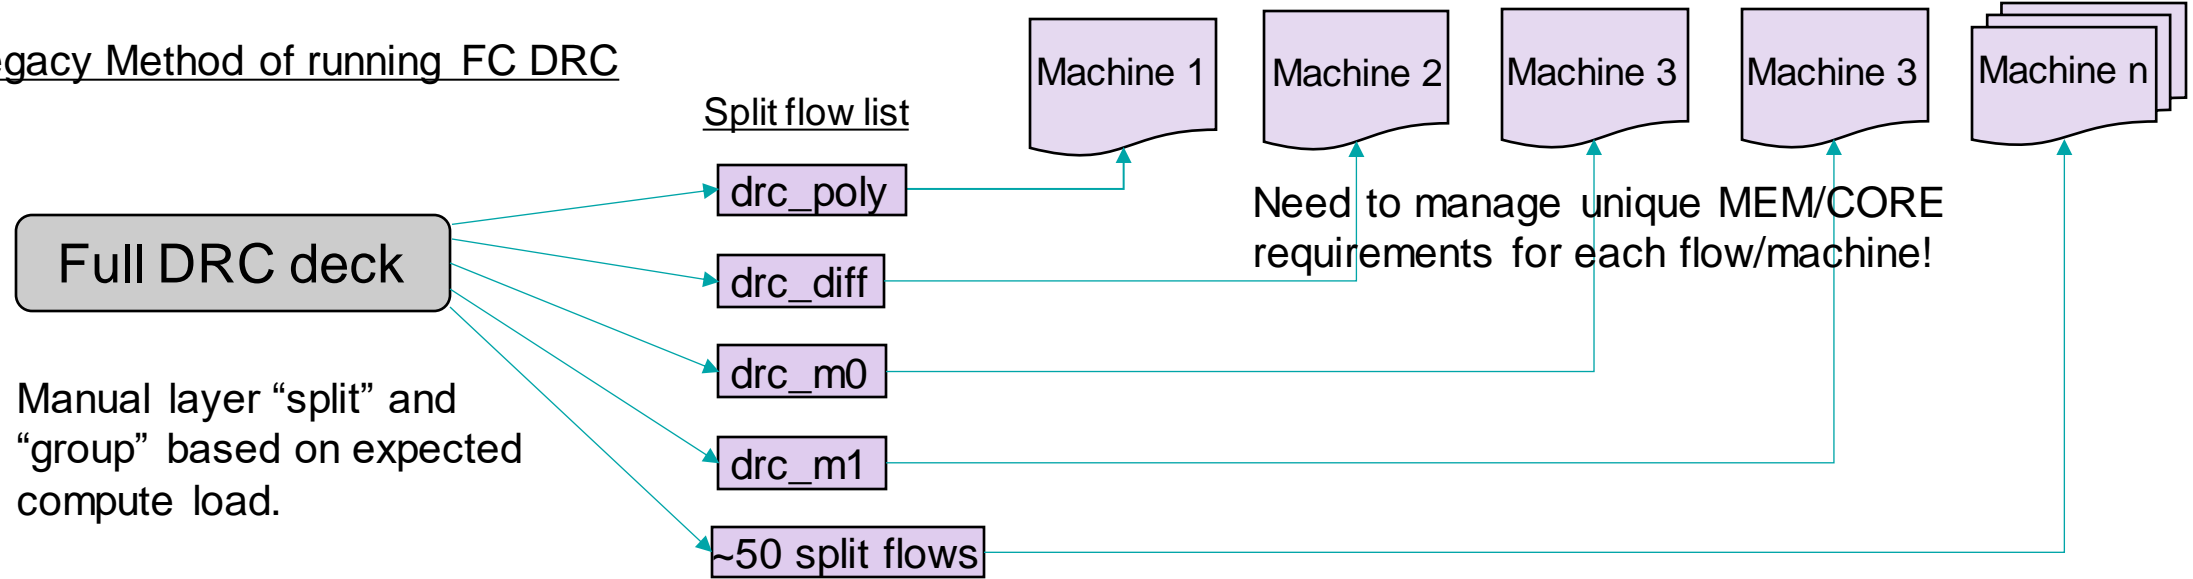 egacy Method of running FC DRC
Split flow list
Machine 1
Machine 2
Machine 3
Machine 3
Machine n
drc_poly
Need to manage unique MEM/CORE
requirements for each flow/machine!
Full DRC deck
drc_diff
drc_m0
Manual layer “split” and
“group” based on expected
compute load.
drc_m1
~50 split flows